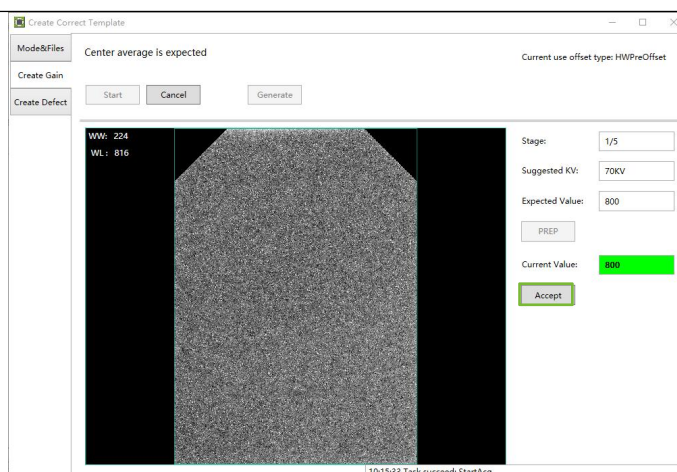 Create Correct Template
Mode&Files
Create Gain
Create Defect
Center average is expected
Current use offset type: HWPreOffset
Start
Cancel
Generate
WW: 224
WL: 816
Stage:
1/5
Suggested KV:
70KV
Expected Value:
800
PREP
Current Value:
800
Accept
10:15:33 Task succeed: StartAcq